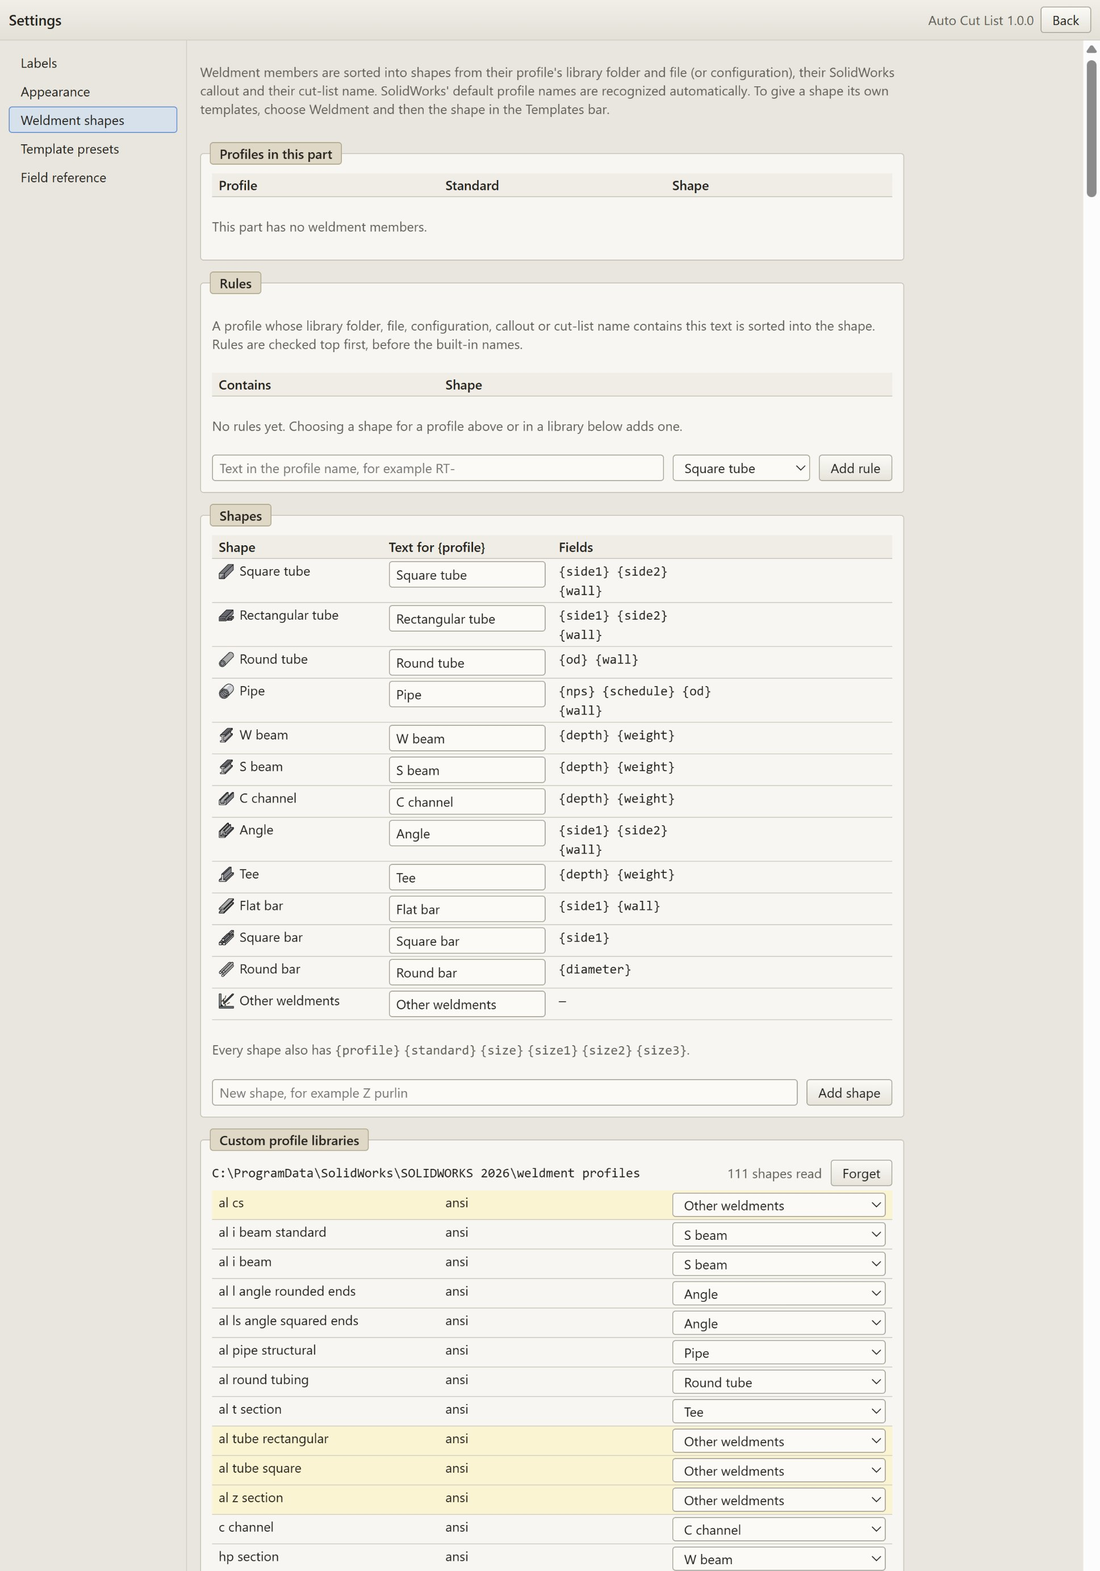 Settings
Auto Cut List 1.0.0 Back
Labels
Appearance
Weldment shapes
Template presets
Field reference
Weldment members are sorted into shapes from their profile's library folder and file (or configuration), their SolidWorks
callout and their cut-list name. SolidWorks' default profile names are recognized automatically. To give a shape its own
templates, choose Weldment and then the shape in the Templates bar.
Profiles in this part
Profile Standard Shape
This part has no weldment members.
Rules
A profile whose library folder, file, configuration, callout or cut-list name contains this text is sorted into the shape.
Rules are checked top first, before the built-in names.
Contains Shape
No rules yet. Choosing a shape for a profile above or in a library below adds one.
Text in the profile name, for example RT- Square tube Add rule
Shapes
Shape Text for {profile} Fields
Square tube Square tube {side1} {side2}
{wall}
Rectangular tube Rectangular tube {side1} {side2}
{wall}
Round tube Round tube {od} {wall}
Pipe Pipe {nps} {schedule} {od}
{wall}
W beam W beam {depth} {weight}
S beam S beam {depth} {weight}
C channel C channel {depth} {weight}
Angle Angle {side1} {side2}
{wall}
Tee Tee {depth} {weight}
Flat bar Flat bar {side1} {wall}
Square bar Square bar {side1}
Round bar Round bar {diameter}
Other weldments Other weldments —
Every shape also has {profile} {standard} {size} {size1} {size2} {size3}.
New shape, for example Z purlin Add shape
Custom profile libraries
C:\ProgramData\SolidWorks\SOLIDWORKS 2026\weldment profiles 111 shapes read Forget
al cs ansi Other weldments
al i beam standard ansi S beam
al i beam ansi S beam
al l angle rounded ends ansi Angle
al ls angle squared ends ansi Angle
al pipe structural ansi Pipe
al round tubing ansi Round tube
al t section ansi Tee
al tube rectangular ansi Other weldments
al tube square ansi Other weldments
al z section ansi Other weldments
c channel ansi C channel
hp section ansi W beam